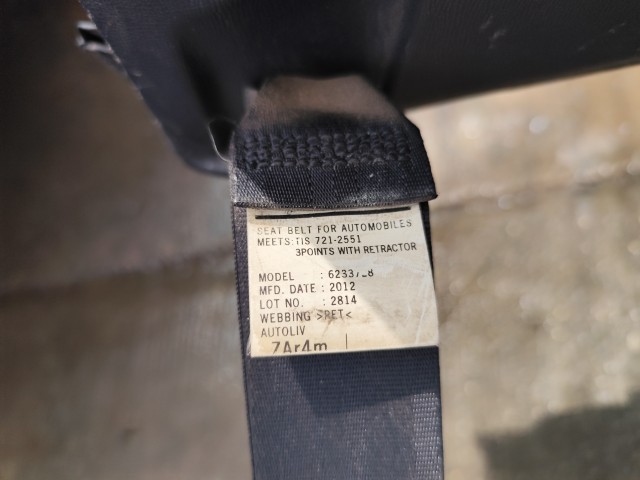 SEAT BELT FOR AUTOMOBILES
MEETS: TIS 721-2551
3POINTS WITH RETRACTOR
MODEL :
MFD. DATE : 2012
LOT NO. : 2814
WEBBING >PET<
AUTOLIV
ZAr4m